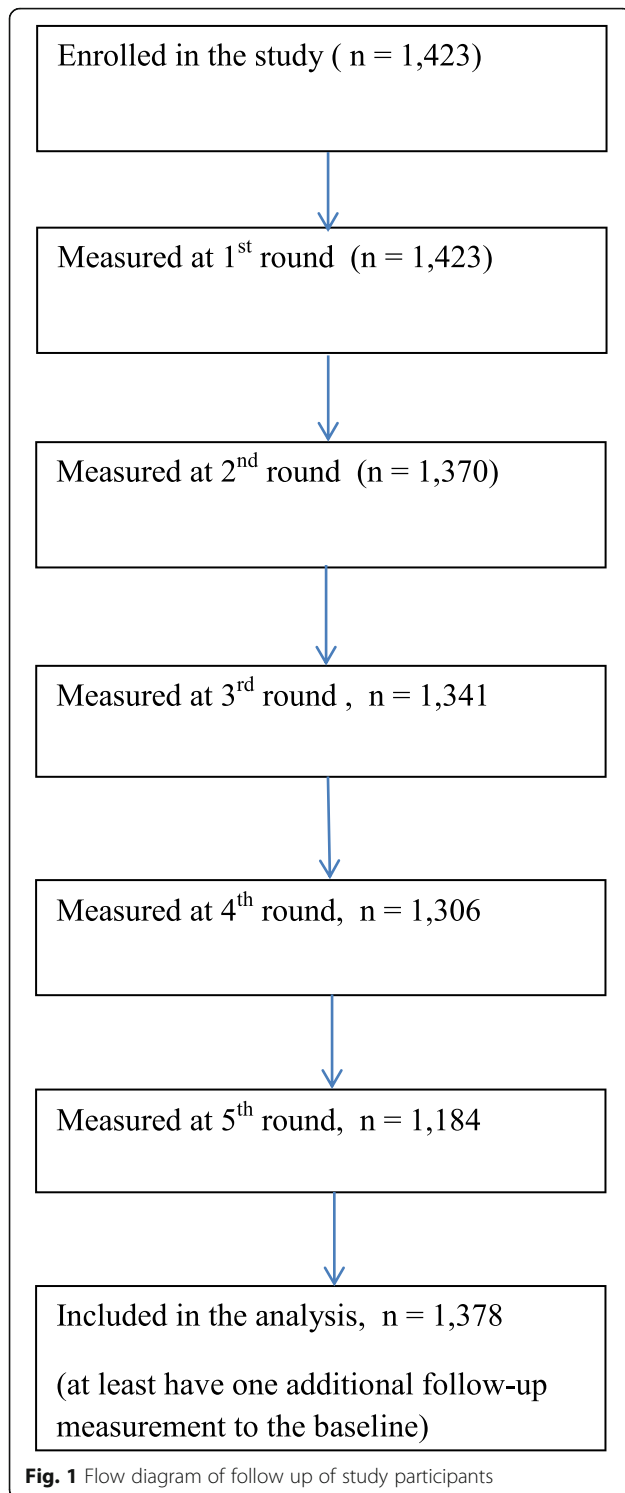 Enrolled in the study ( n = 1,423)
Measured at 1st round (n = 1,423)
Measured at 2nd round (n = 1,370)
Measured at 3rd round , n = 1,341
Measured at 4th round, n = 1,306
Measured at 5th round, n = 1,184
Included in the analysis, n = 1,378
(at least have one additional follow-up
measurement to the baseline)
Fig. 1 Flow diagram of follow up of study participants